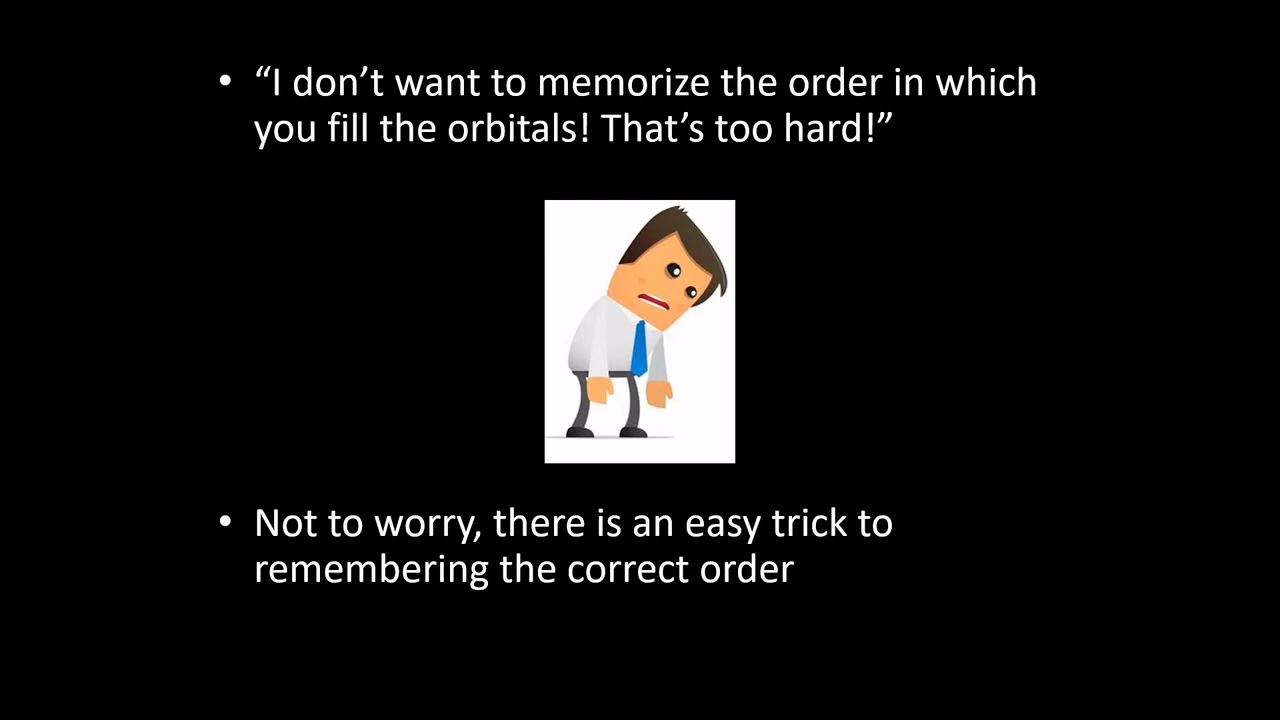 • “I don’t want to memorize the order in which
you fill the orbitals! That’s too hard!”
• Not to worry, there is an easy trick to
remembering the correct order